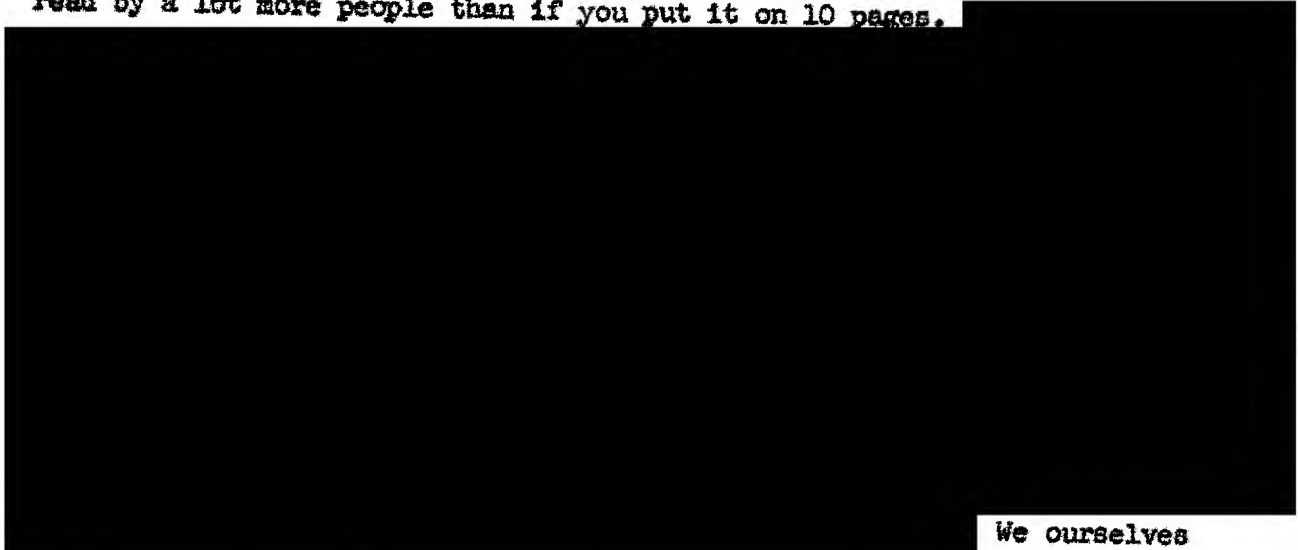 read by a lot more people than if you put it on 10 pages.
We ourselves